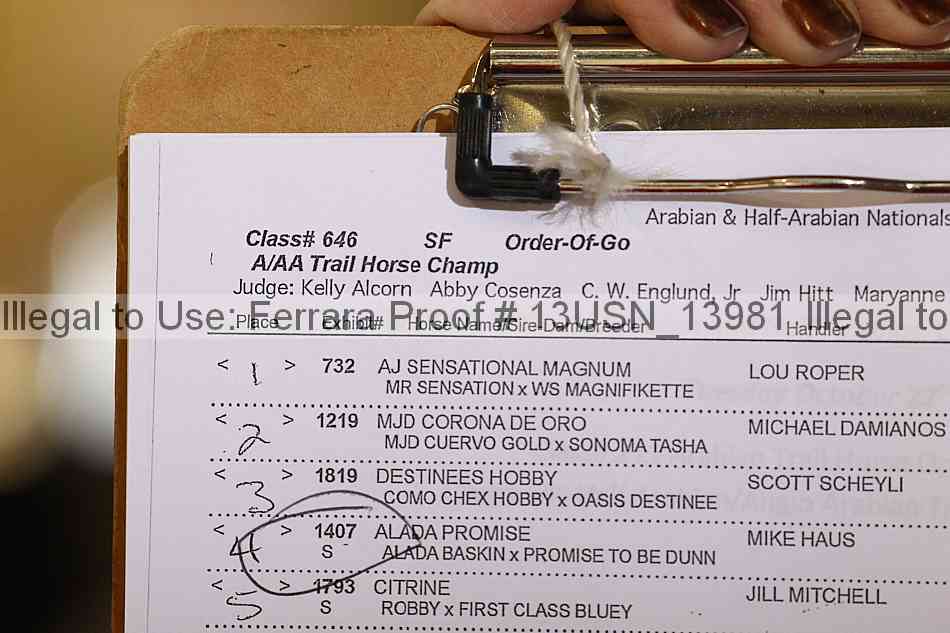 Arabian & Half-Arabian Nationals
Class# 646 SF Order-Of-Go
A/AA Trail Horse Champ
Judge: Kelly Alcorn Abby Cosenza C. W. Englund, Jr Jim Hitt Maryanne
Illegal to Use: Ferrara Proof # 13USN_13981 Illegal to
Place Exhibit# Horse Name/Sire-Dam/Breeder Handler
< 1 > 732 AJ SENSATIONAL MAGNUM LOU ROPER
MR SENSATION x WS MAGNIFIKETTE
< 2 > 1219 MJD CORONA DE ORO MICHAEL DAMIANOS
MJD CUERVO GOLD x SONOMA TASHA
< 3 > 1819 DESTINEES HOBBY SCOTT SCHEYLI
COMO CHEX HOBBY x OASIS DESTINEE
< 4 > 1407 ALADA PROMISE MIKE HAUS
S ALADA BASKIN x PROMISE TO BE DUNN
< 5 > 1793 CITRINE JILL MITCHELL
S ROBBY x FIRST CLASS BLUEY